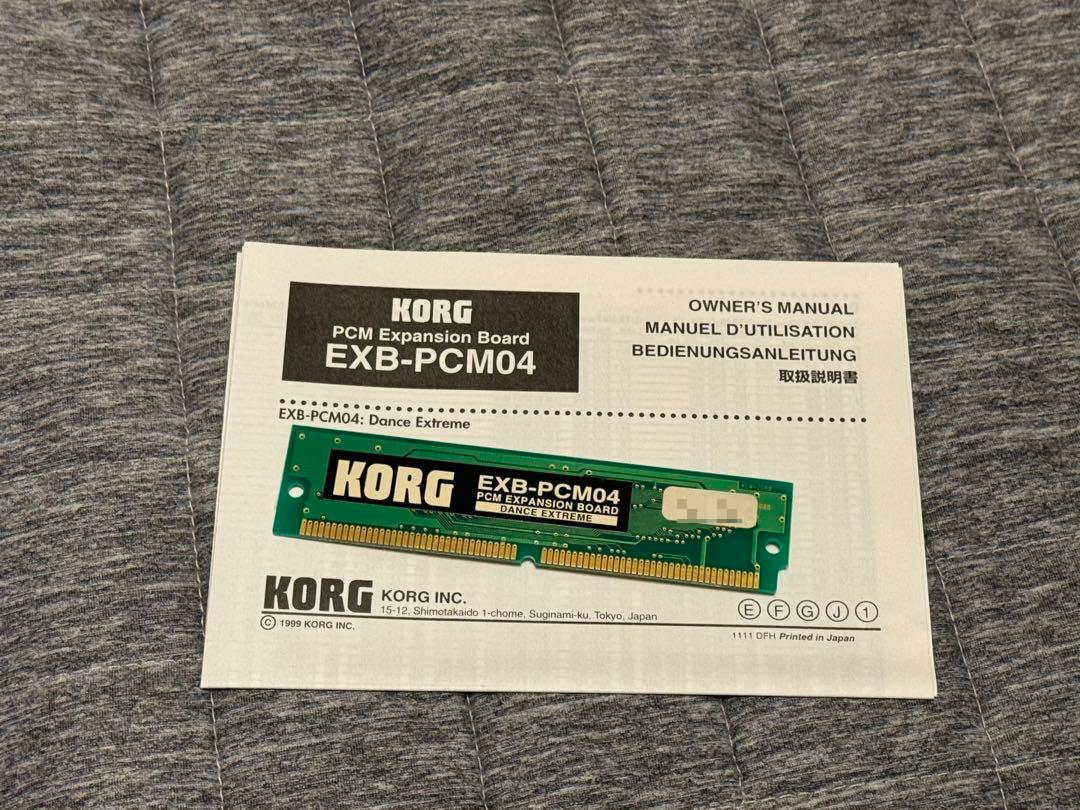 KORG
PCM Expansion Board
EXB-PCM04
OWNER'S MANUAL
MANUEL D'UTILISATION
BEDIENUNGSANLEITUNG
取扱説明書
EXB-PCM04: Dance Extreme
KORG
EXB-PCM04
PCM EXPANSION BOARD
DANCE EXTREME
KORG KORG INC.
15-12, Shimotakaido 1-chome, Suginami-ku, Tokyo, Japan
© 1999 KORG INC.
E F G J 1
1111 DFH Printed in Japan